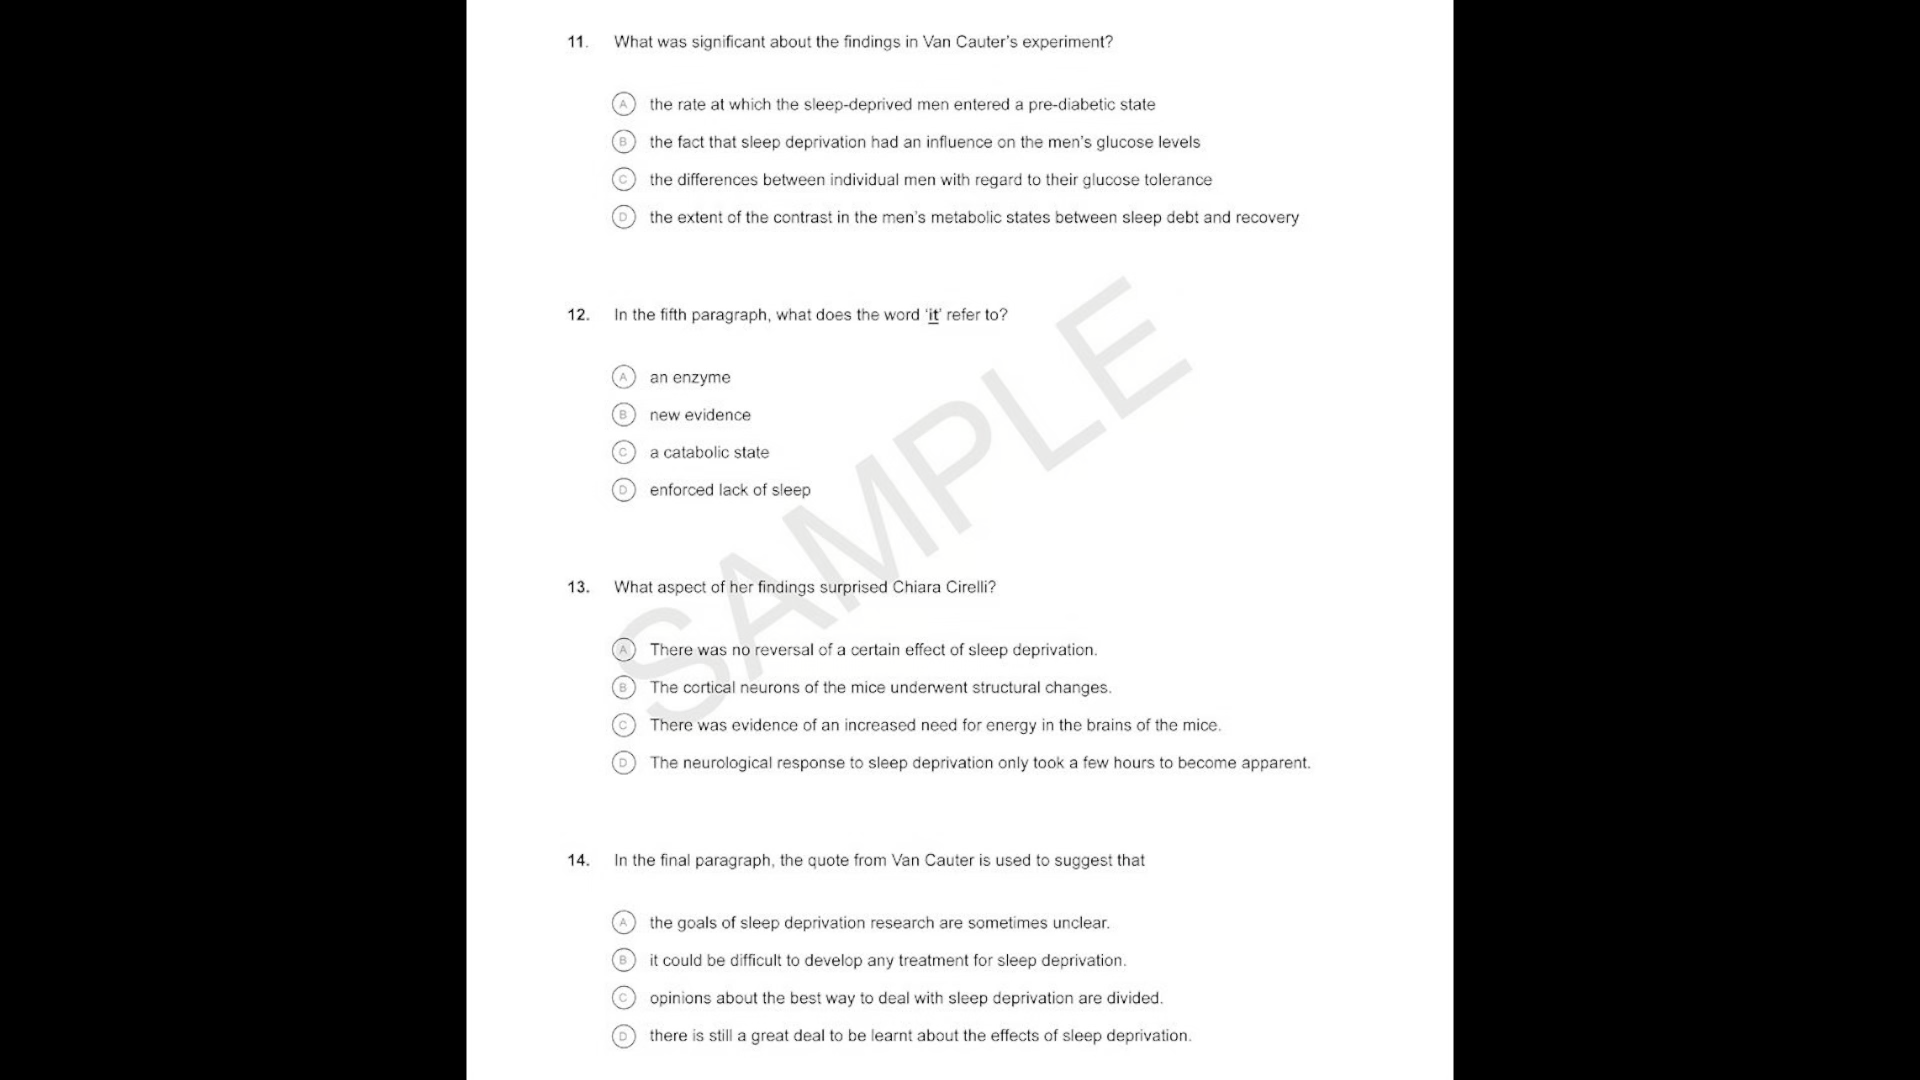 11. What was significant about the findings in Van Cauter's experiment?
A the rate at which the sleep-deprived men entered a pre-diabetic state
B the fact that sleep deprivation had an influence on the men's glucose levels
C the differences between individual men with regard to their glucose tolerance
D the extent of the contrast in the men's metabolic states between sleep debt and recovery
12. In the fifth paragraph, what does the word 'it' refer to?
A an enzyme
B new evidence
C a catabolic state
D enforced lack of sleep
SAMPLE
13. What aspect of her findings surprised Chiara Cirelli?
A There was no reversal of a certain effect of sleep deprivation.
B The cortical neurons of the mice underwent structural changes.
C There was evidence of an increased need for energy in the brains of the mice.
D The neurological response to sleep deprivation only took a few hours to become apparent.
14. In the final paragraph, the quote from Van Cauter is used to suggest that
A the goals of sleep deprivation research are sometimes unclear.
B it could be difficult to develop any treatment for sleep deprivation.
C opinions about the best way to deal with sleep deprivation are divided.
D there is still a great deal to be learnt about the effects of sleep deprivation.